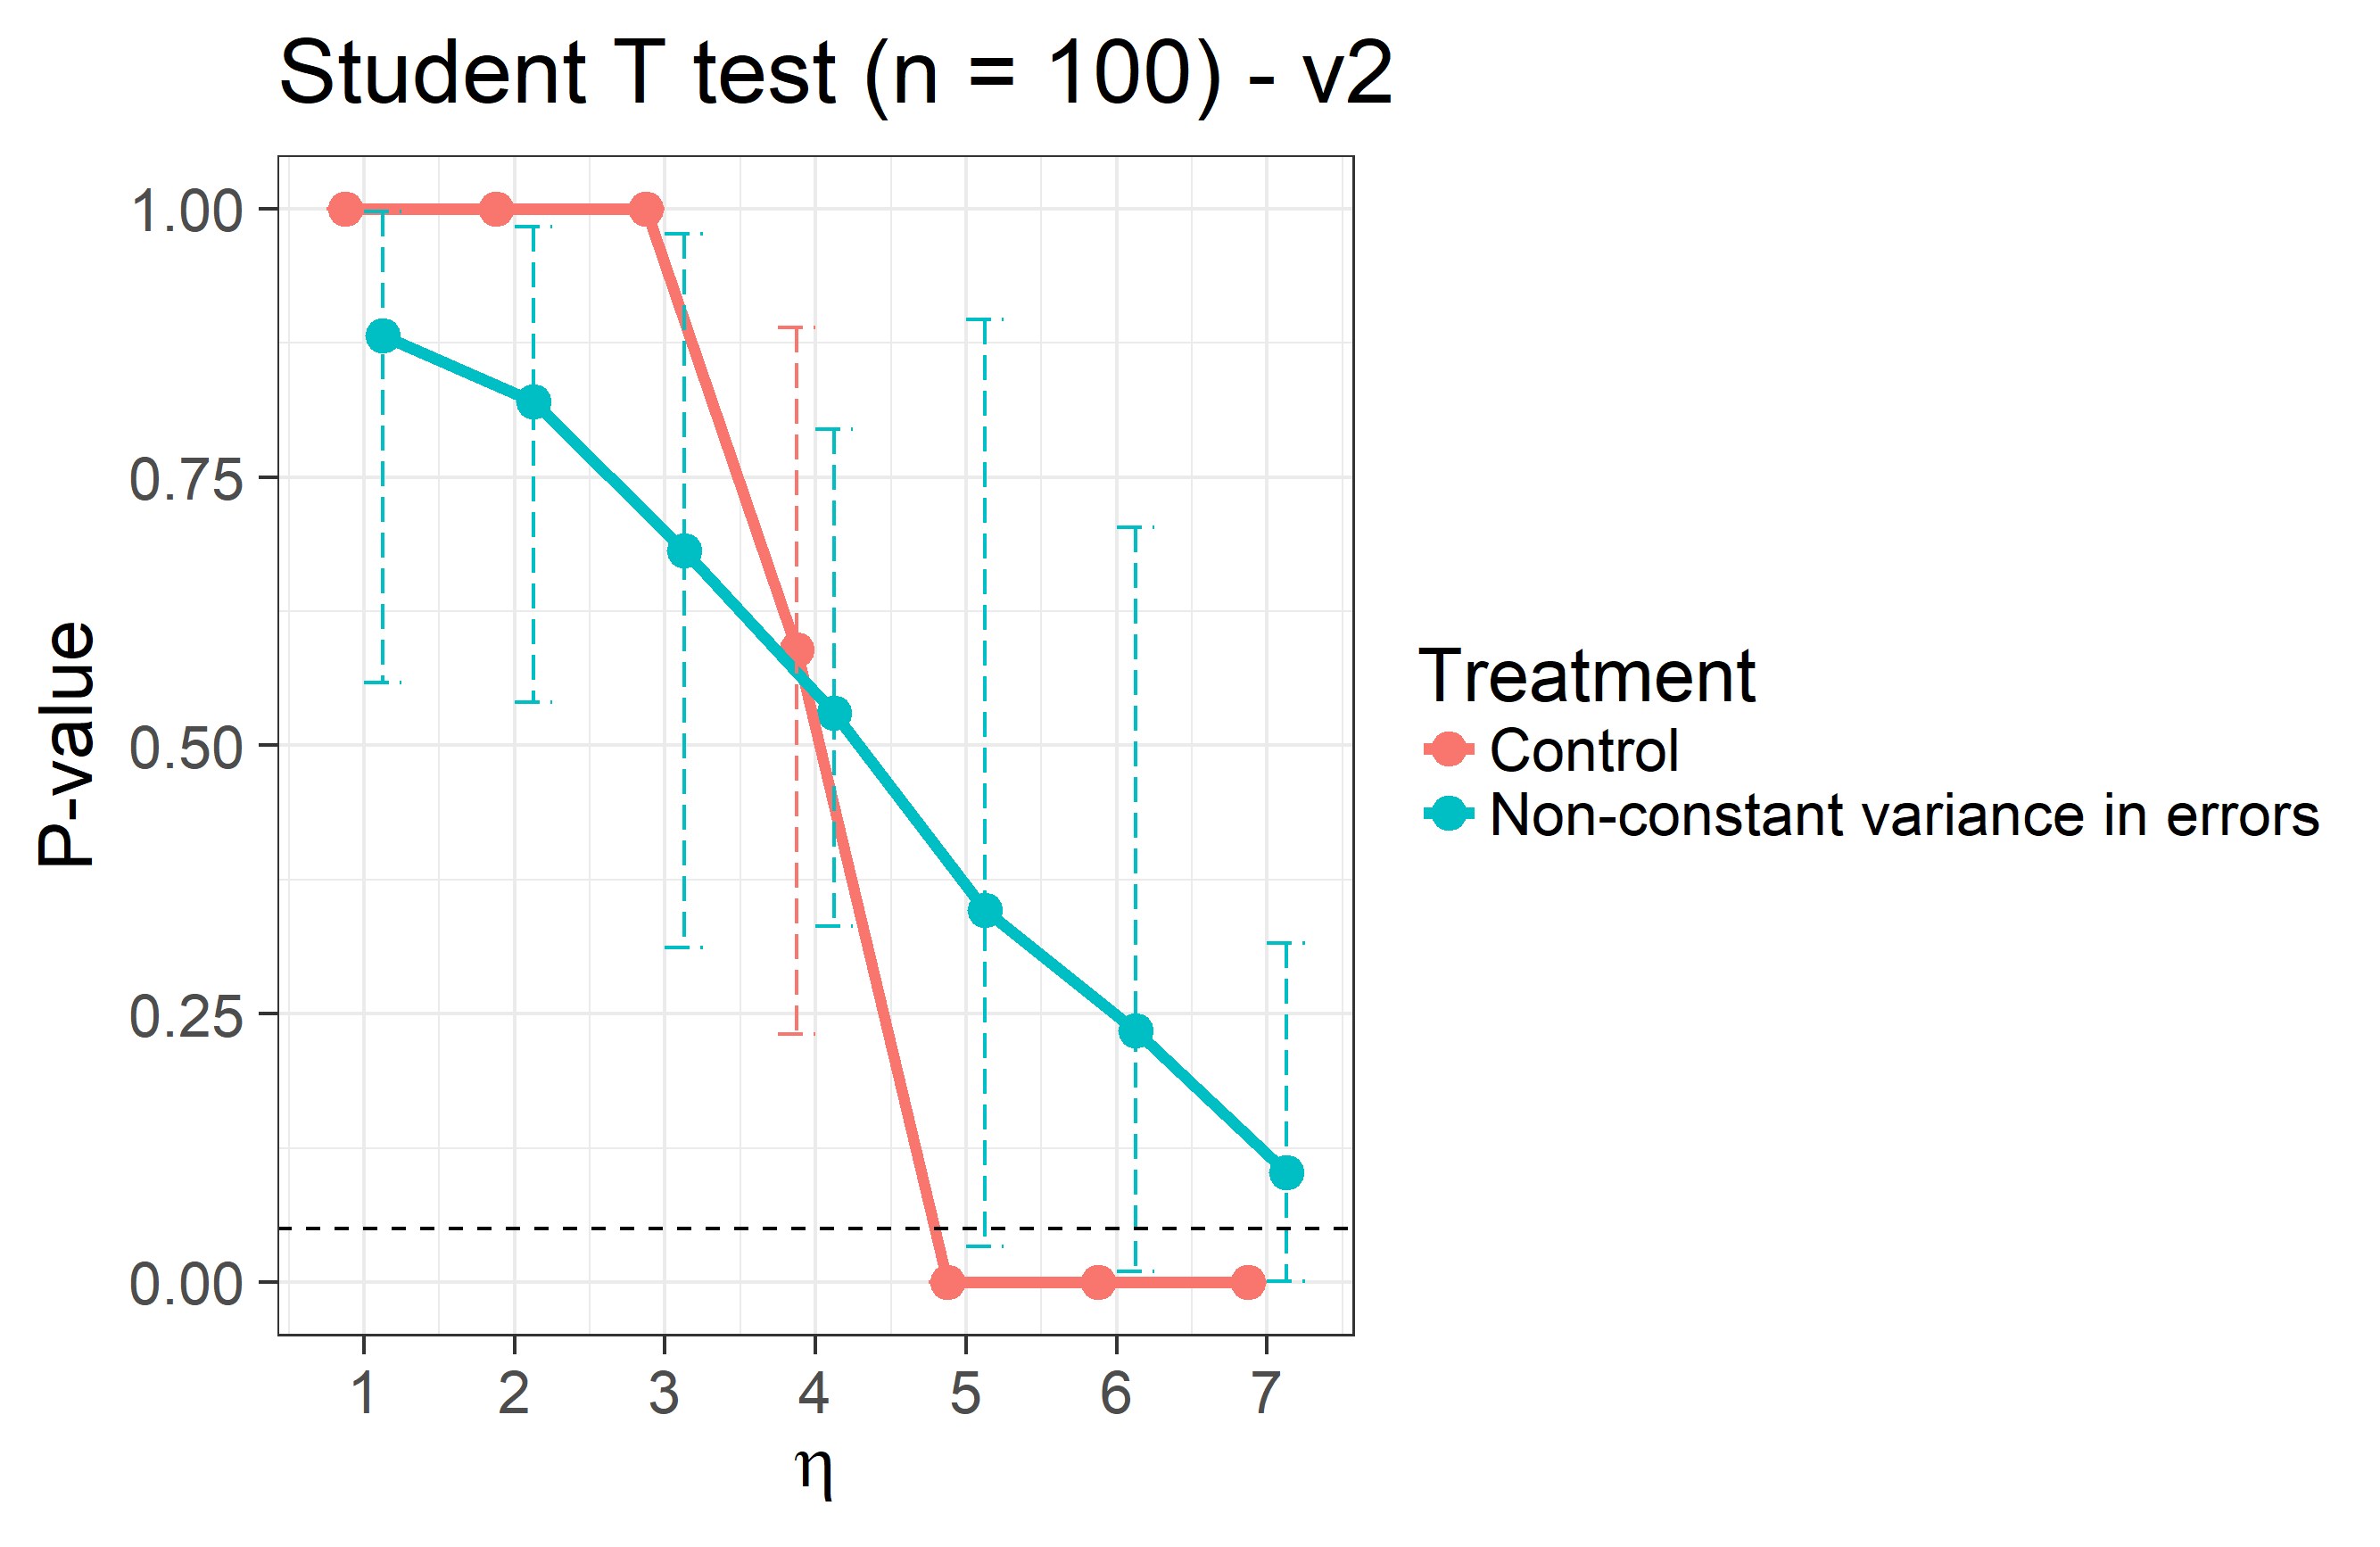 Student T test (n = 100) - v2
P-value
1.00
0.75
0.50
0.25
0.00
1 2 3 4 5 6 7
η
Treatment
Control
Non-constant variance in errors